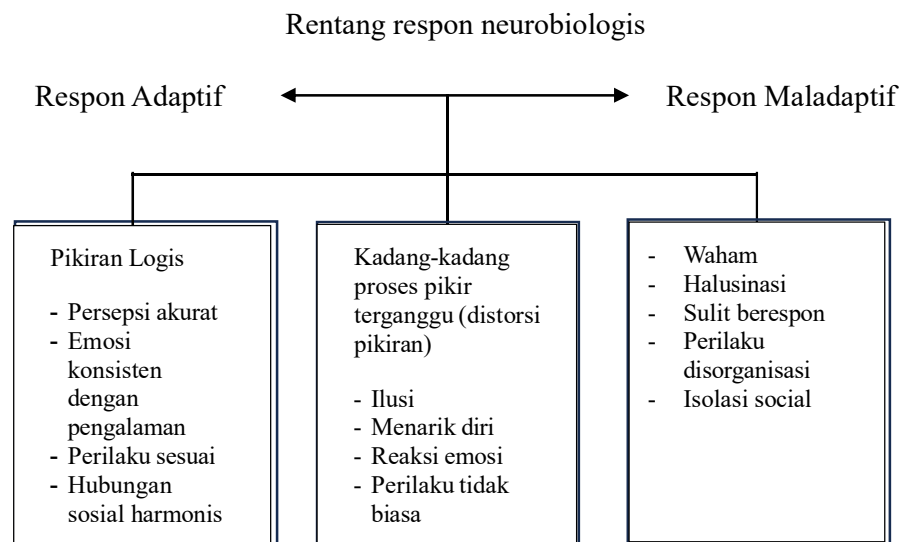 Rentang respon neurobiologis
Respon Adaptif
Respon Maladaptif
Pikiran Logis
- Persepsi akurat
- Emosi
konsisten
dengan
pengalaman
- Perilaku sesuai
- Hubungan
sosial harmonis
Kadang-kadang
proses pikir
terganggu (distorsi
pikiran)
- Ilusi
- Menarik diri
- Reaksi emosi
- Perilaku tidak
biasa
- Waham
- Halusinasi
- Sulit berespon
- Perilaku
disorganisasi
- Isolasi social